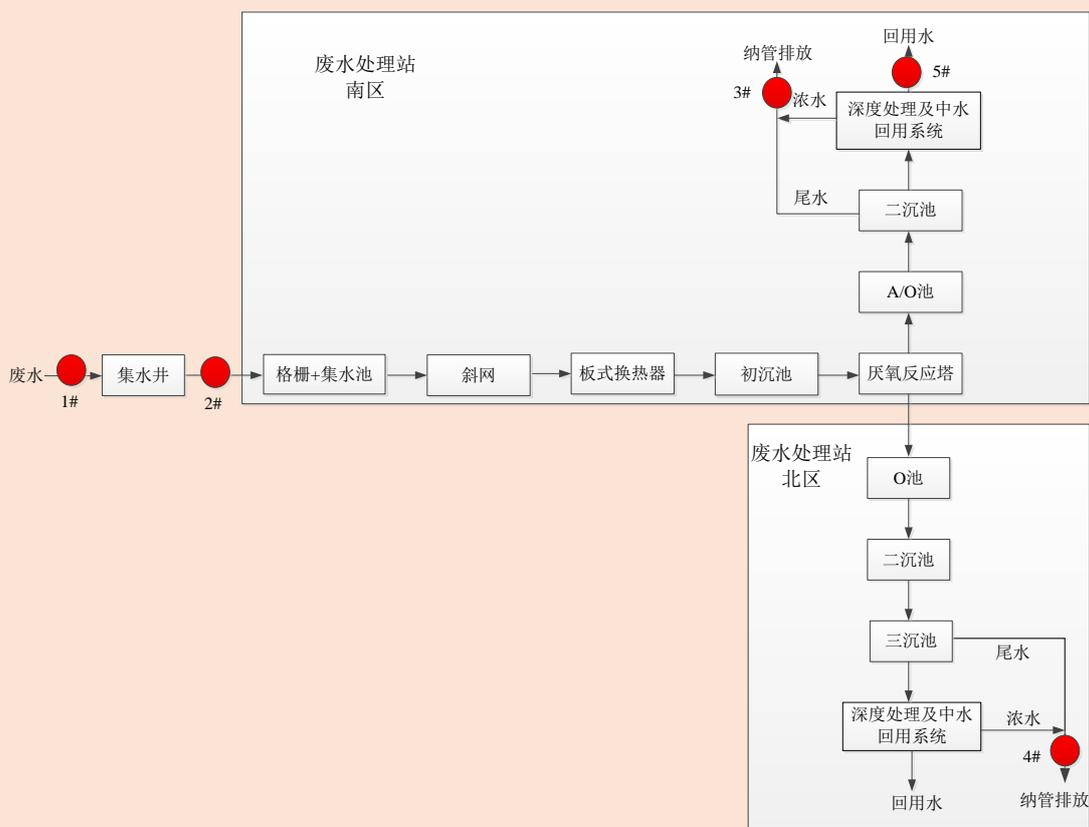 废水处理站
南区
纳管排放
回用水
3#
5#
浓水
深度处理及中水
回用系统
尾水
二沉池
A/O池
废水
集水井
格栅+集水池
斜网
板式换热器
初沉池
厌氧反应塔
1#
2#
废水处理站
北区
O池
二沉池
三沉池
尾水
深度处理及中水
回用系统
浓水
4#
回用水
纳管排放